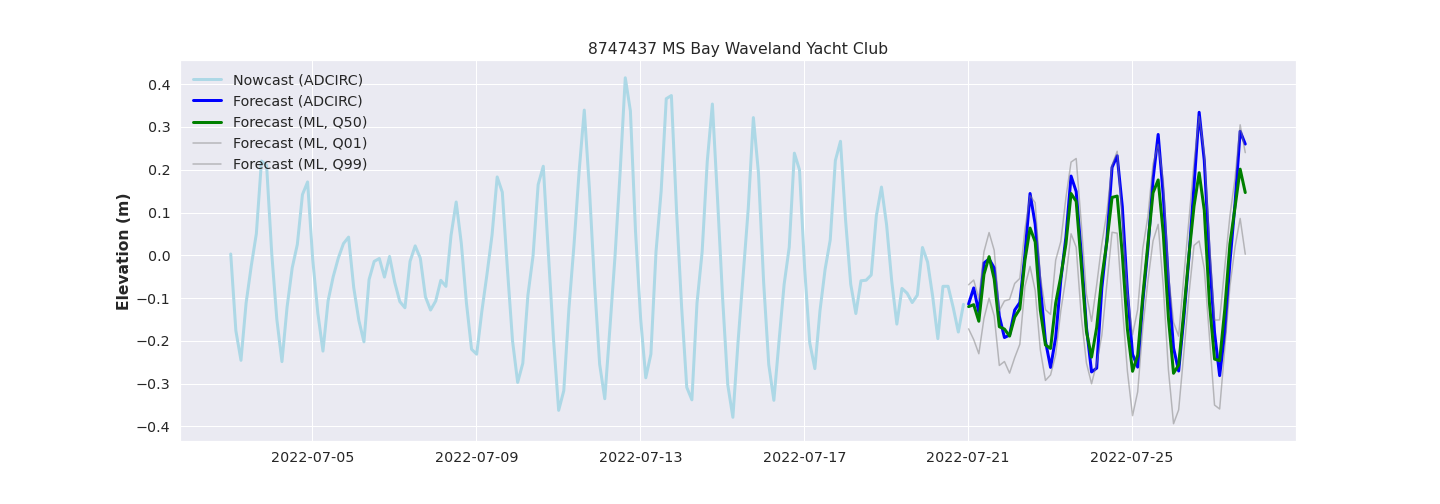 8747437 MS Bay Waveland Yacht Club
Nowcast (ADCIRC)
Forecast (ADCIRC)
Forecast (ML, Q50)
Forecast (ML, Q01)
Forecast (ML, Q99)
Elevation (m)
0.4
0.3
0.2
0.1
0.0
−0.1
−0.2
−0.3
−0.4
2022-07-05 2022-07-09 2022-07-13 2022-07-17 2022-07-21 2022-07-25